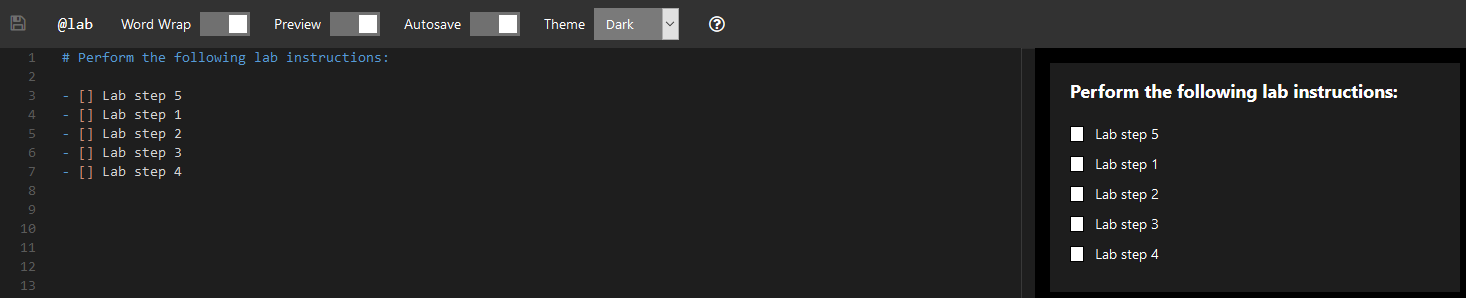 @lab Word Wrap Preview Autosave Theme Dark
1 # Perform the following lab instructions:
2
3 - [] Lab step 5
4 - [] Lab step 1
5 - [] Lab step 2
6 - [] Lab step 3
7 - [] Lab step 4
8
9
10
11
12
13
Perform the following lab instructions:
Lab step 5
Lab step 1
Lab step 2
Lab step 3
Lab step 4